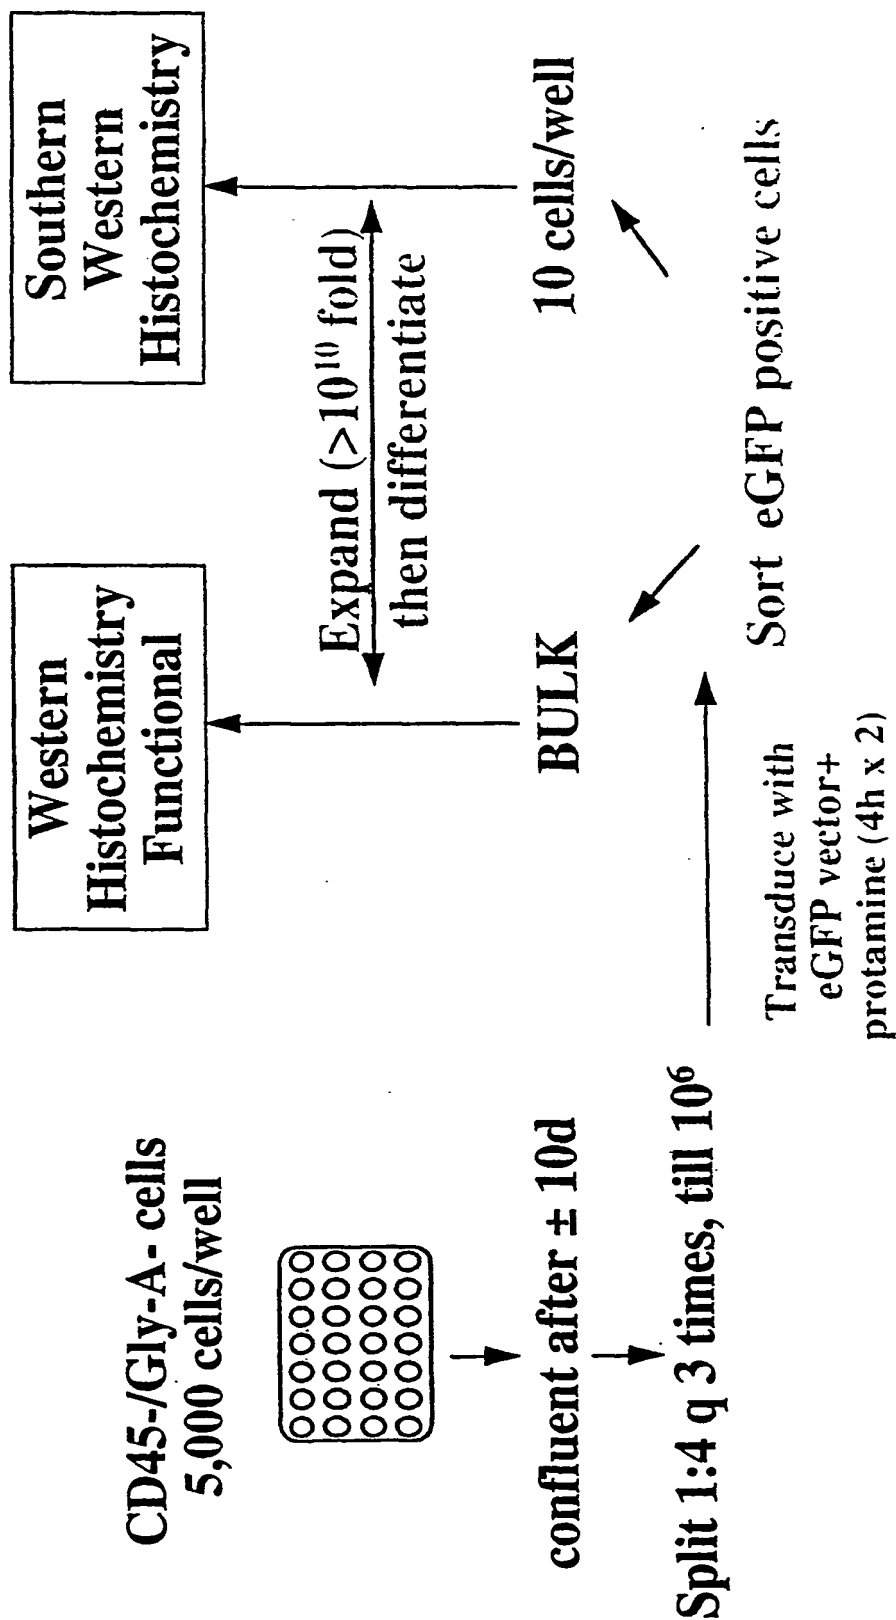 CD45-/Gly-A- cells
5,000 cells/well
confluent after ± 10d
Split 1:4 q 3 times, till 10⁶
Transduce with
eGFP vector+
protamine (4h x 2)
Sort eGFP positive cells
BULK
10 cells/well
Expand (>10¹⁰ fold)
then differentiate
Western
Histochemistry
Functional
Southern
Western
Histochemistry